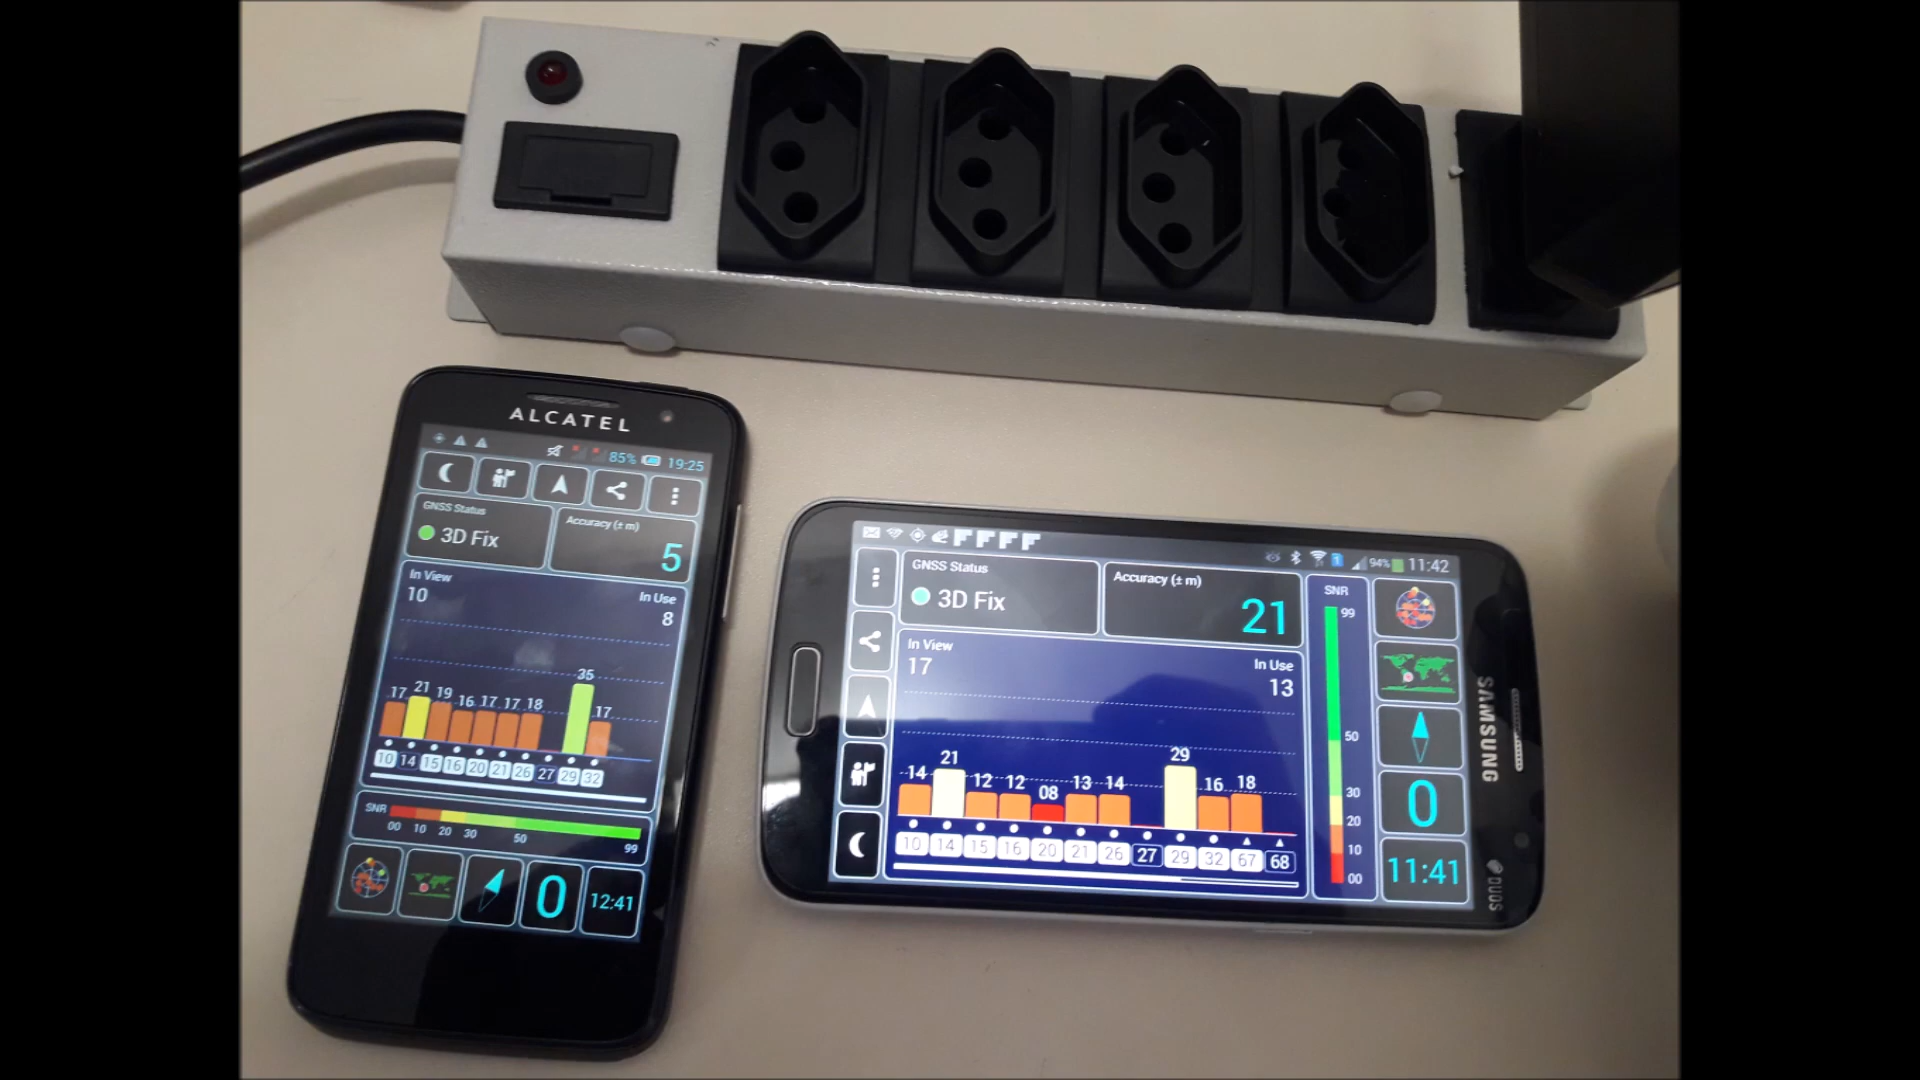 ALCATEL
85% 19:25
GNSS Status
3D Fix
Accuracy (± m)
5
In View
10
In Use
8
17 21 19 16 17 17 18 35 17
10 14 15 16 20 21 26 27 29 32
SNR
00 10 20 30 50 99
0 12:41
94% 11:42
GNSS Status
3D Fix
Accuracy (± m)
21
In View
17
In Use
13
14 21 12 12 08 13 14 29 16 18
10 14 15 16 20 21 26 27 29 32 67 68
SNR
99
50
30
20
10
00
0
11:41
SAMSUNG
DUOS